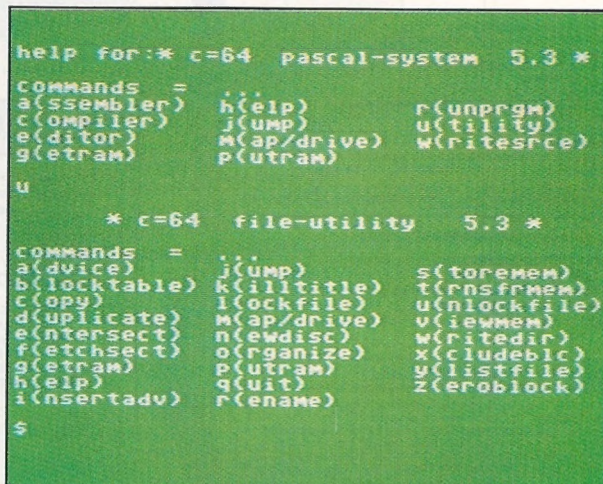 help for:* c=64 pascal-system 5.3 *
commands = ...
a(ssembler) h(elp) r(unprgm)
c(ompiler) j(ump) u(tility)
e(ditor) m(ap/drive) w(ritesrce)
g(etram) p(utram)
u
* c=64 file-utility 5.3 *
commands = ...
a(dvice) j(ump) s(toremem)
b(locktable) k(illtitle) t(rnsfrmem)
c(opy) l(ockfile) u(nlockfile)
d(uplicate) m(ap/drive) v(iewmem)
e(ntersect) n(ewdisc) w(ritedir)
f(etchsect) o(rganize) x(cludeblc)
g(etram) p(utram) y(listfile)
h(elp) q(uit) z(eroblock)
i(nsertadv) r(ename)
$